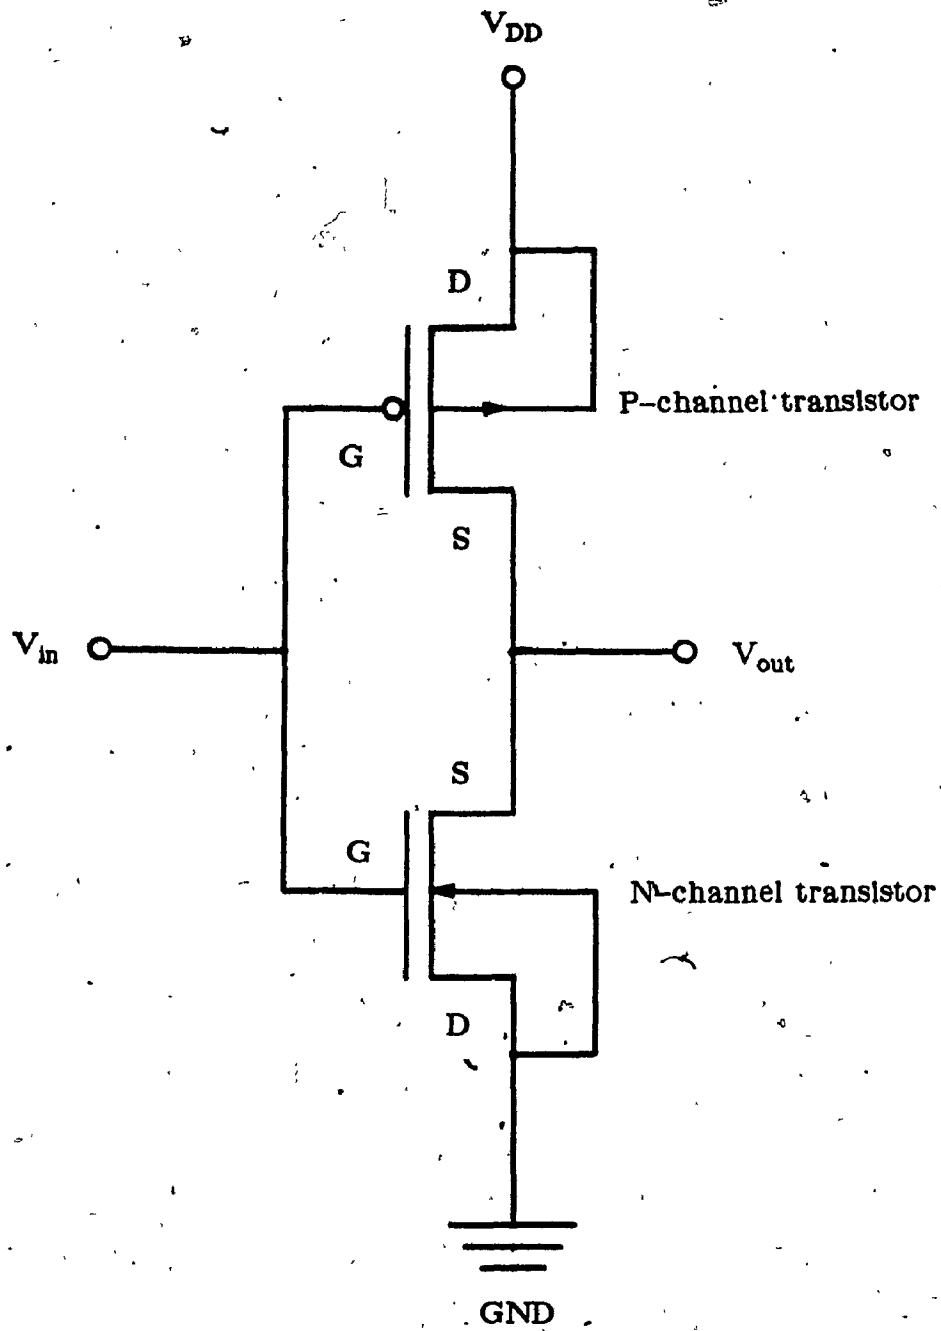 VDD
D
P-channel transistor
G
S
Vin
Vout
S
G
N-channel transistor
D
GND